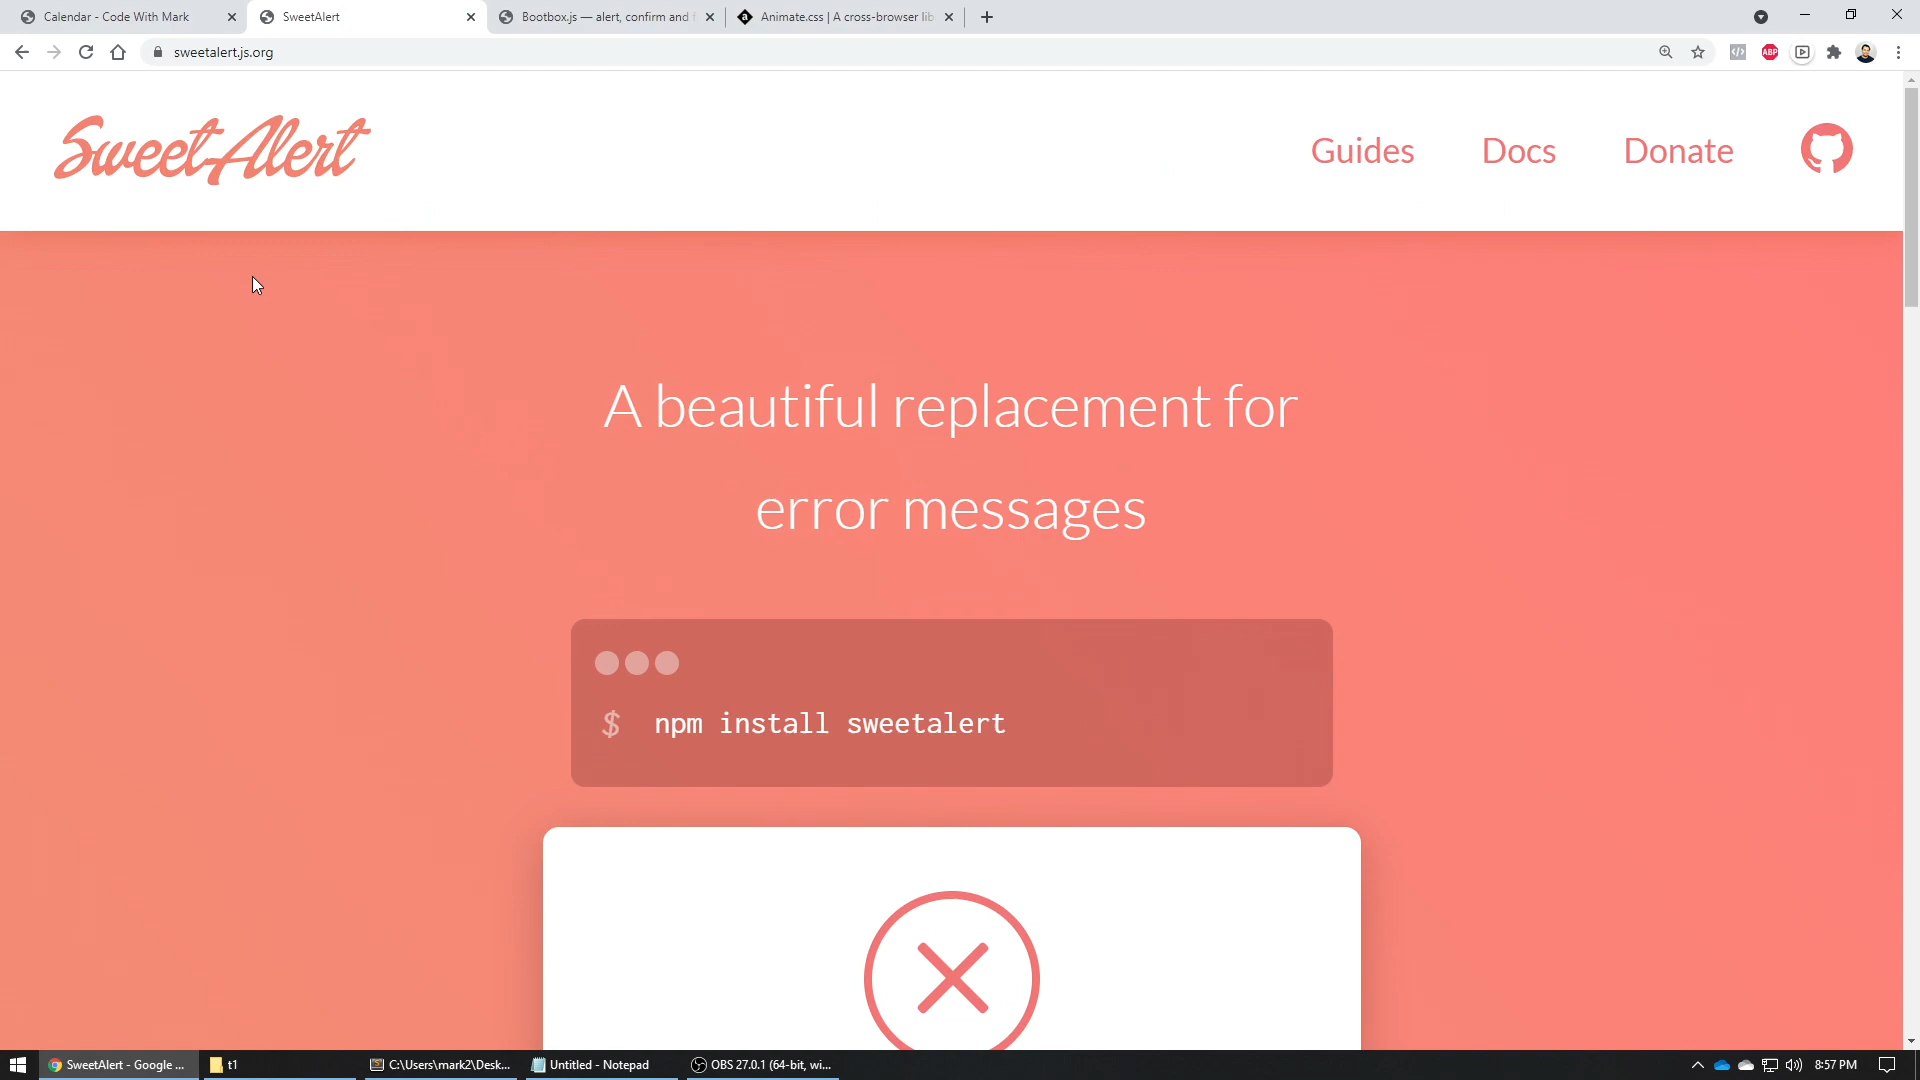 Calendar - Code With Mark
SweetAlert
Bootbox.js — alert, confirm and f
Animate.css | A cross-browser lib
sweetalert.js.org
ABP
SweetAlert
Guides
Docs
Donate
A beautiful replacement for
error messages
$ npm install sweetalert
SweetAlert - Google ...
t1
C:\Users\mark2\Desk...
Untitled - Notepad
OBS 27.0.1 (64-bit, wi...
8:57 PM